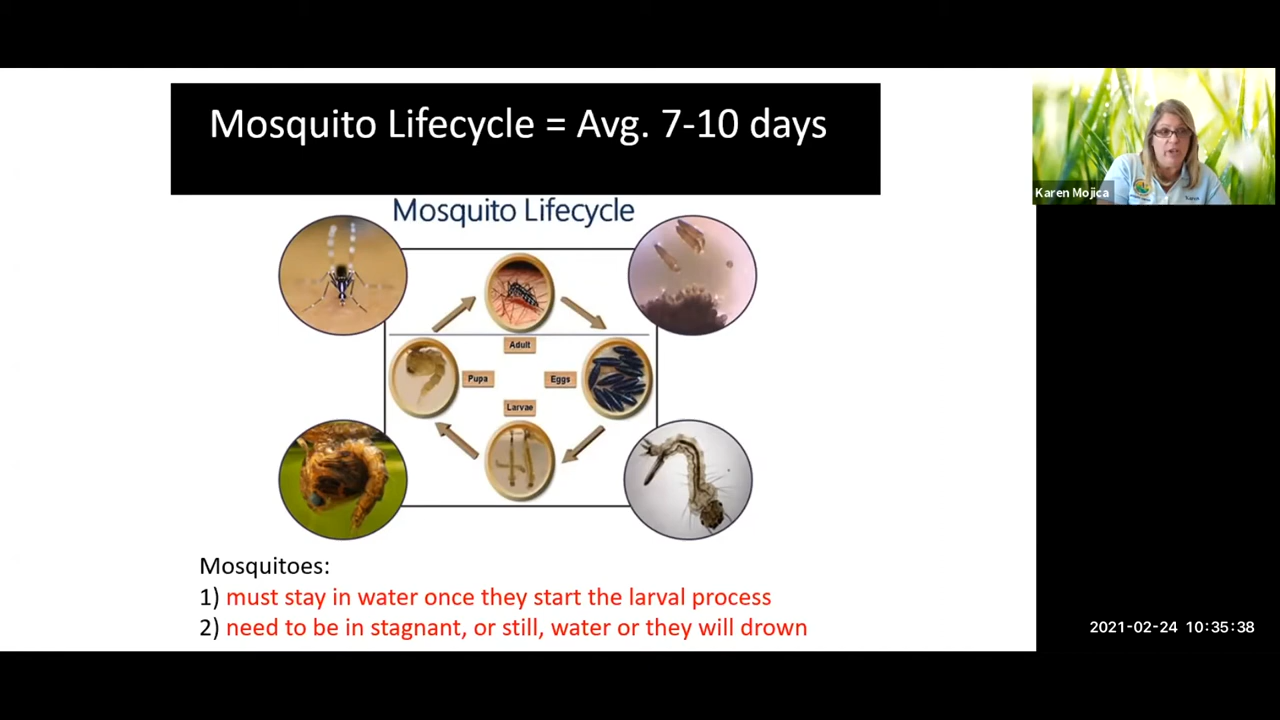 Mosquito Lifecycle = Avg. 7-10 days
Mosquito Lifecycle
Adult
Pupa
Eggs
Larvae
Mosquitoes:
1) must stay in water once they start the larval process
2) need to be in stagnant, or still, water or they will drown
Karen Mojica
2021-02-24 10:35:38